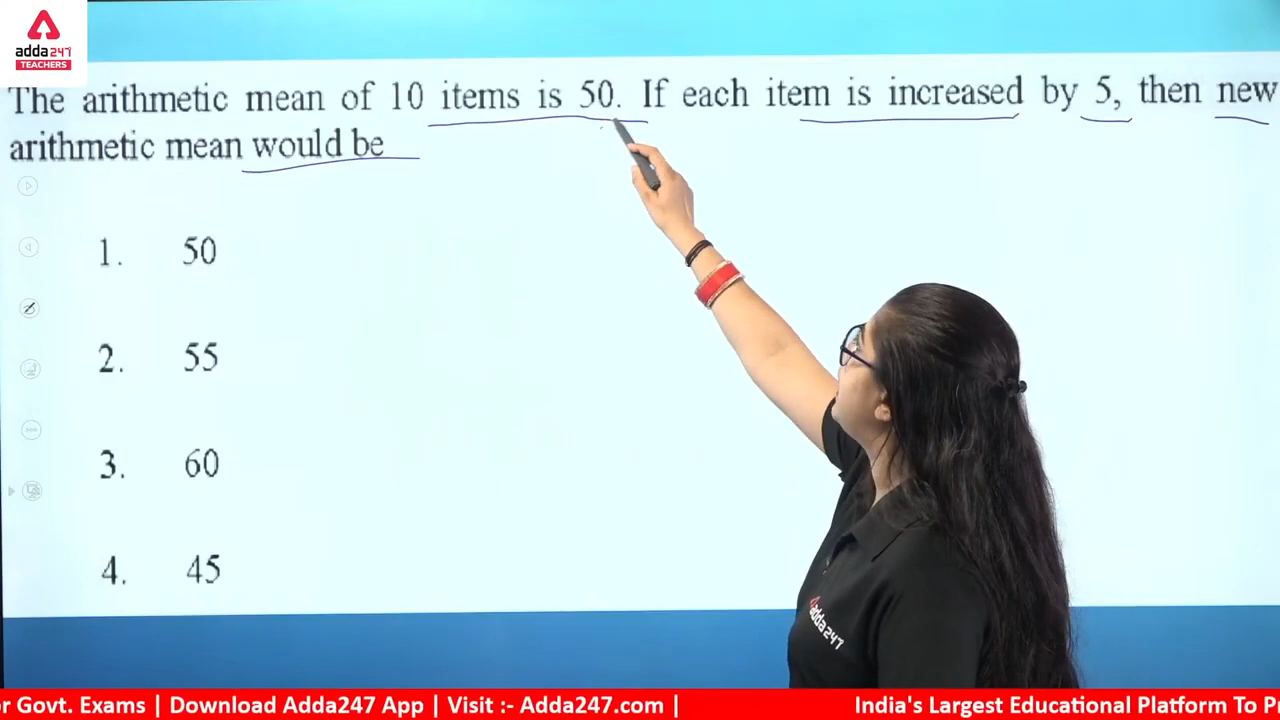 adda247
TEACHERS
The arithmetic mean of 10 items is 50. If each item is increased by 5, then new
arithmetic mean would be
1. 50
2. 55
3. 60
4. 45
adda247
or Govt. Exams | Download Adda247 App | Visit :- Adda247.com | India's Largest Educational Platform To P